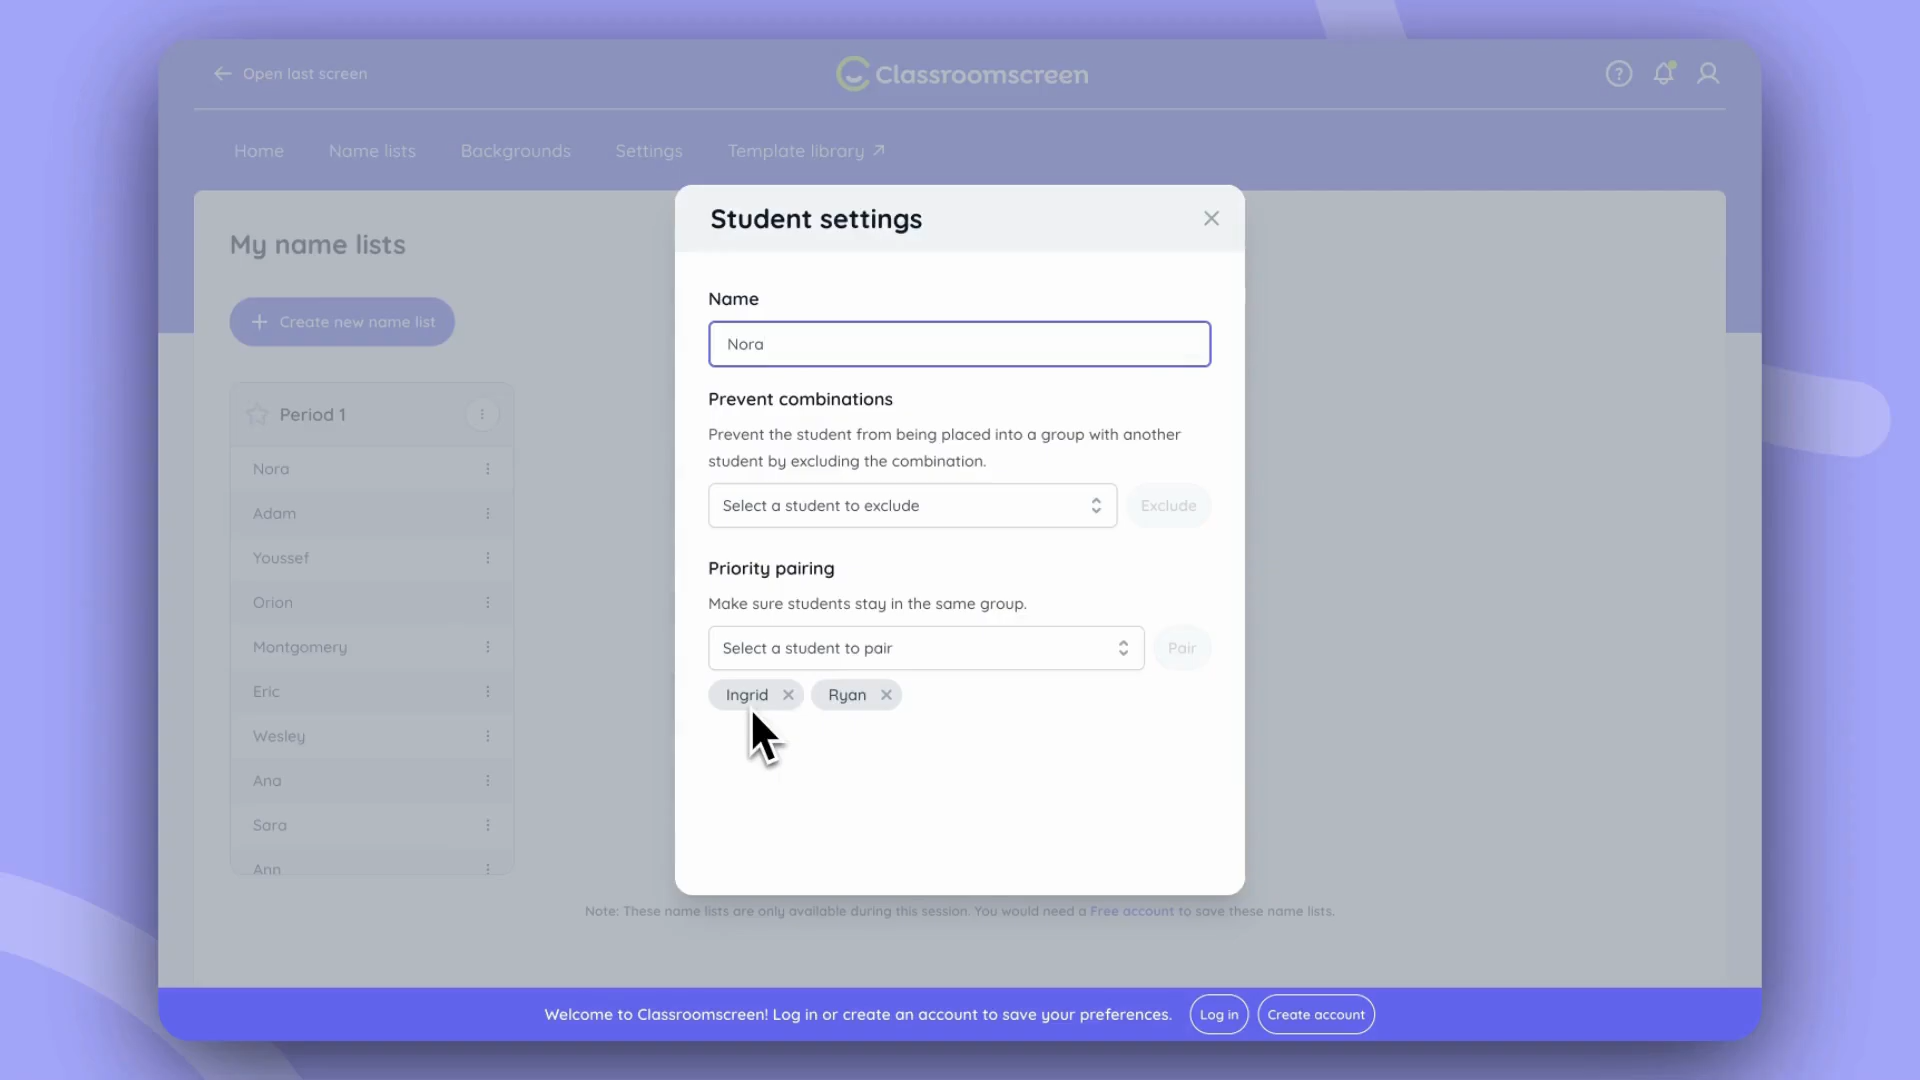 Open last screen
Classroomscreen
Home Name lists Backgrounds Settings Template library
My name lists
Create new name list
Period 1
Nora
Adam
Youssef
Orion
Montgomery
Eric
Wesley
Ana
Sara
Ann
Student settings
Name
Nora
Prevent combinations
Prevent the student from being placed into a group with another
student by excluding the combination.
Select a student to exclude Exclude
Priority pairing
Make sure students stay in the same group.
Select a student to pair Pair
Ingrid Ryan
Note: These name lists are only available during this session. You would need a Free account to save these name lists.
Welcome to Classroomscreen! Log in or create an account to save your preferences. Log in Create account